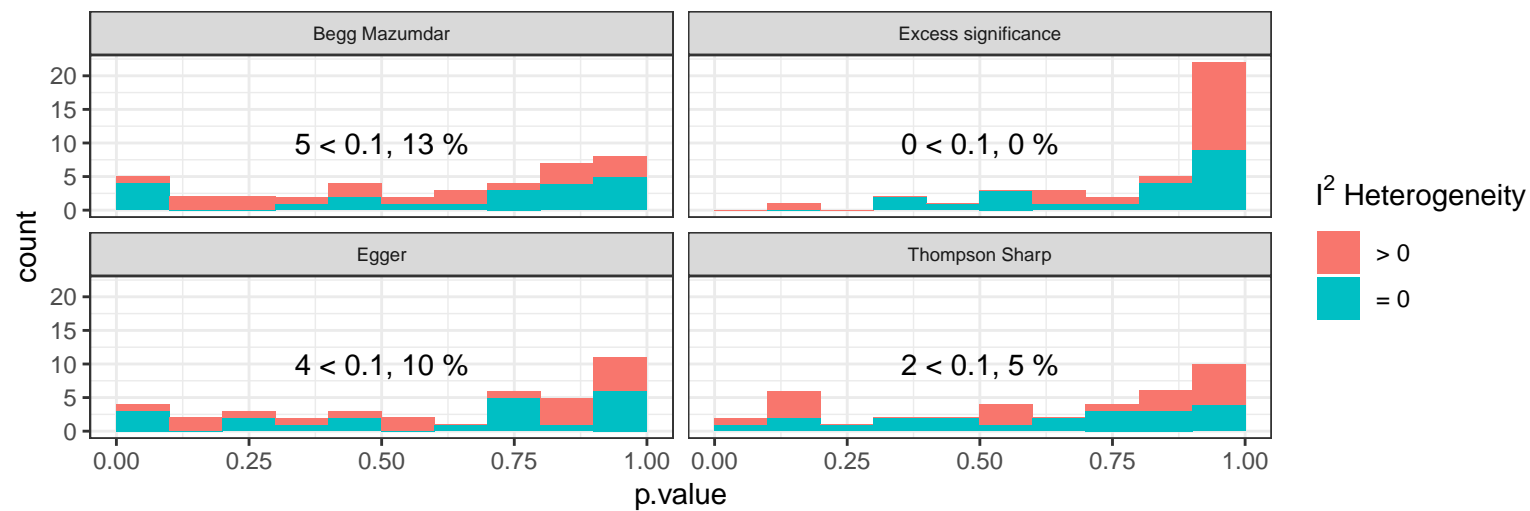 Begg Mazumdar
Excess significance
20
15
10
5
0
5 < 0.1, 13 %
0 < 0.1, 0 %
Egger
Thompson Sharp
20
15
10
5
0
4 < 0.1, 10 %
2 < 0.1, 5 %
0.00 0.25 0.50 0.75 1.00
0.00 0.25 0.50 0.75 1.00
count
p.value
I² Heterogeneity
> 0
= 0